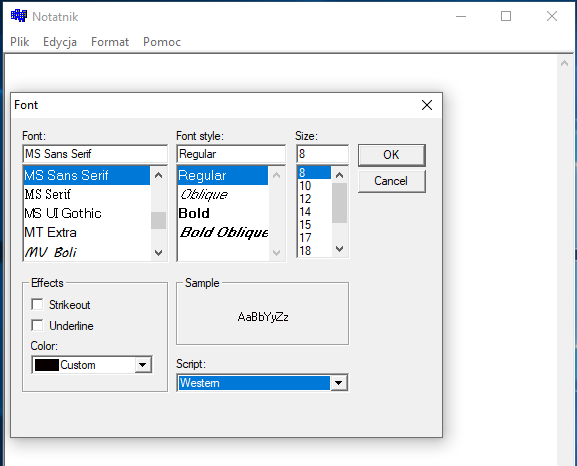 Notatnik
Plik Edycja Format Pomoc
Font
Font: Font style: Size:
MS Sans Serif Regular 8 OK
MS Sans Serif Regular 8 Cancel
MS Serif Oblique 10
MS UI Gothic Bold 12
MT Extra Bold Oblique 14
MV Boli 15
17
18
Effects Sample
Strikeout
Underline AaBbYyZz
Color:
Custom Script:
Western